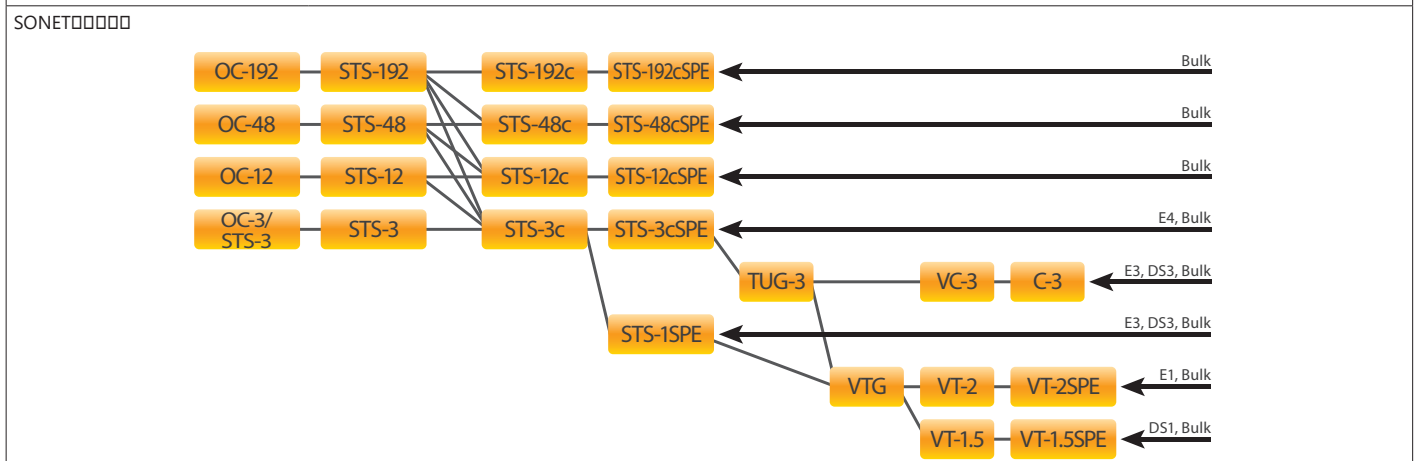 SONET
Bulk
OC-192 STS-192 STS-192c STS-192cSPE
Bulk
OC-48 STS-48 STS-48c STS-48cSPE
Bulk
OC-12 STS-12 STS-12c STS-12cSPE
E4, Bulk
OC-3/
STS-3
STS-3 STS-3c STS-3cSPE
E3, DS3, Bulk
TUG-3 VC-3 C-3
E3, DS3, Bulk
STS-1SPE
E1, Bulk
VTG VT-2 VT-2SPE
DS1, Bulk
VT-1.5 VT-1.5SPE